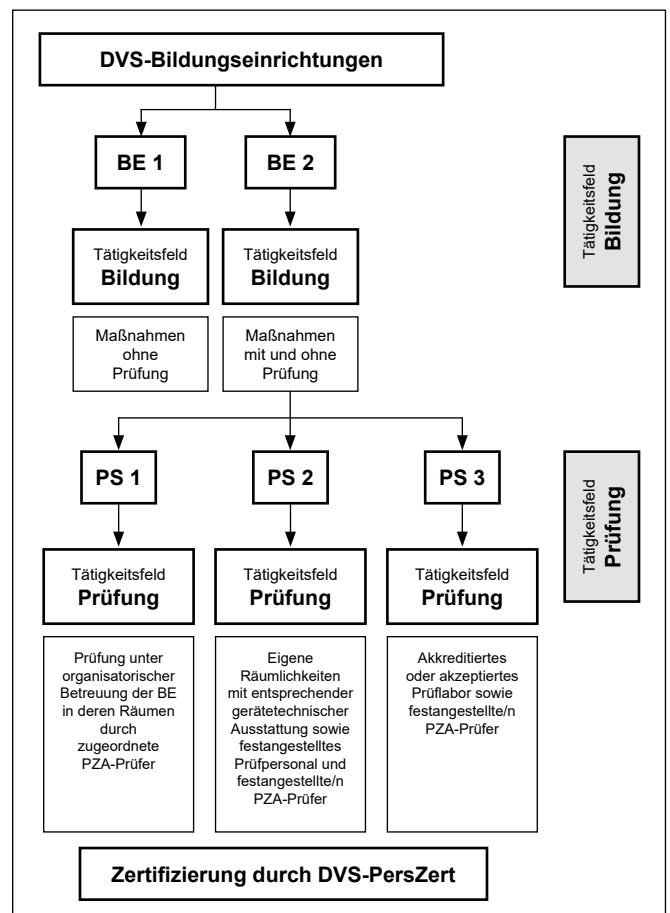 DVS-Bildungseinrichtungen
BE 1
BE 2
Tätigkeitsfeld
Bildung
Tätigkeitsfeld
Bildung
Tätigkeitsfeld
Bildung
Maßnahmen
ohne
Prüfung
Maßnahmen
mit und ohne
Prüfung
PS 1
PS 2
PS 3
Tätigkeitsfeld
Prüfung
Tätigkeitsfeld
Prüfung
Tätigkeitsfeld
Prüfung
Tätigkeitsfeld
Prüfung
Prüfung unter
organisatorischer
Betreuung der BE
in deren Räumen
durch
zugeordnete
PZA-Prüfer
Eigene
Räumlichkeiten
mit entsprechender
gerätetechnischer
Ausstattung sowie
festangestelltes
Prüfpersonal und
festangestellte/n
PZA-Prüfer
Akkreditiertes
oder akzeptiertes
Prüflabor sowie
festangestellte/n
PZA-Prüfer
Zertifizierung durch DVS-PersZert